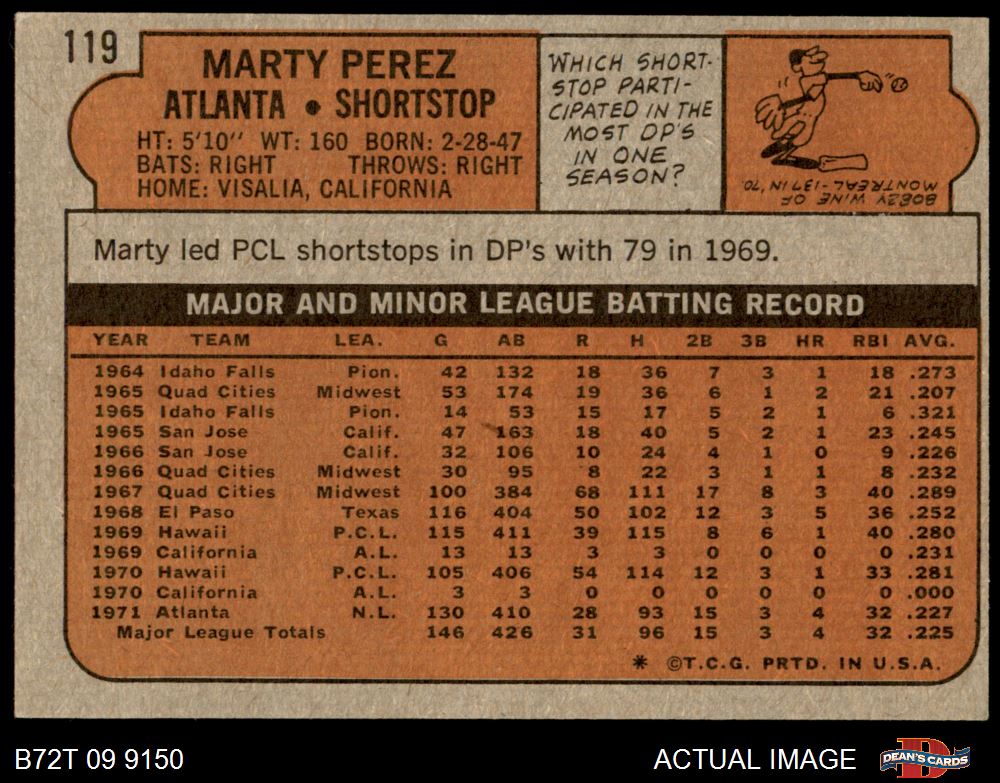 119
MARTY PEREZ
ATLANTA • SHORTSTOP
HT: 5'10" WT: 160 BORN: 2-28-47
BATS: RIGHT THROWS: RIGHT
HOME: VISALIA, CALIFORNIA
WHICH SHORT-
STOP PARTI-
CIPATED IN THE
MOST DP'S
IN ONE
SEASON?
BOBBY WINE OF
MONTREAL-137 IN '70.
Marty led PCL shortstops in DP's with 79 in 1969.
MAJOR AND MINOR LEAGUE BATTING RECORD
YEAR TEAM LEA. G AB R H 2B 3B HR RBI AVG.
1964 Idaho Falls Pion. 42 132 18 36 7 3 1 18 .273
1965 Quad Cities Midwest 53 174 19 36 6 1 2 21 .207
1965 Idaho Falls Pion. 14 53 15 17 5 2 1 6 .321
1965 San Jose Calif. 47 163 18 40 5 2 1 23 .245
1966 San Jose Calif. 32 106 10 24 4 1 0 9 .226
1966 Quad Cities Midwest 30 95 8 22 3 1 1 8 .232
1967 Quad Cities Midwest 100 384 68 111 17 8 3 40 .289
1968 El Paso Texas 116 404 50 102 12 3 5 36 .252
1969 Hawaii P.C.L. 115 411 39 115 8 6 1 40 .280
1969 California A.L. 13 13 3 3 0 0 0 0 .231
1970 Hawaii P.C.L. 105 406 54 114 12 3 1 33 .281
1970 California A.L. 3 3 0 0 0 0 0 0 .000
1971 Atlanta N.L. 130 410 28 93 15 3 4 32 .227
Major League Totals 146 426 31 96 15 3 4 32 .225
* ©T.C.G. PRTD. IN U.S.A.
B72T 09 9150
ACTUAL IMAGE
DEAN'S CARDS